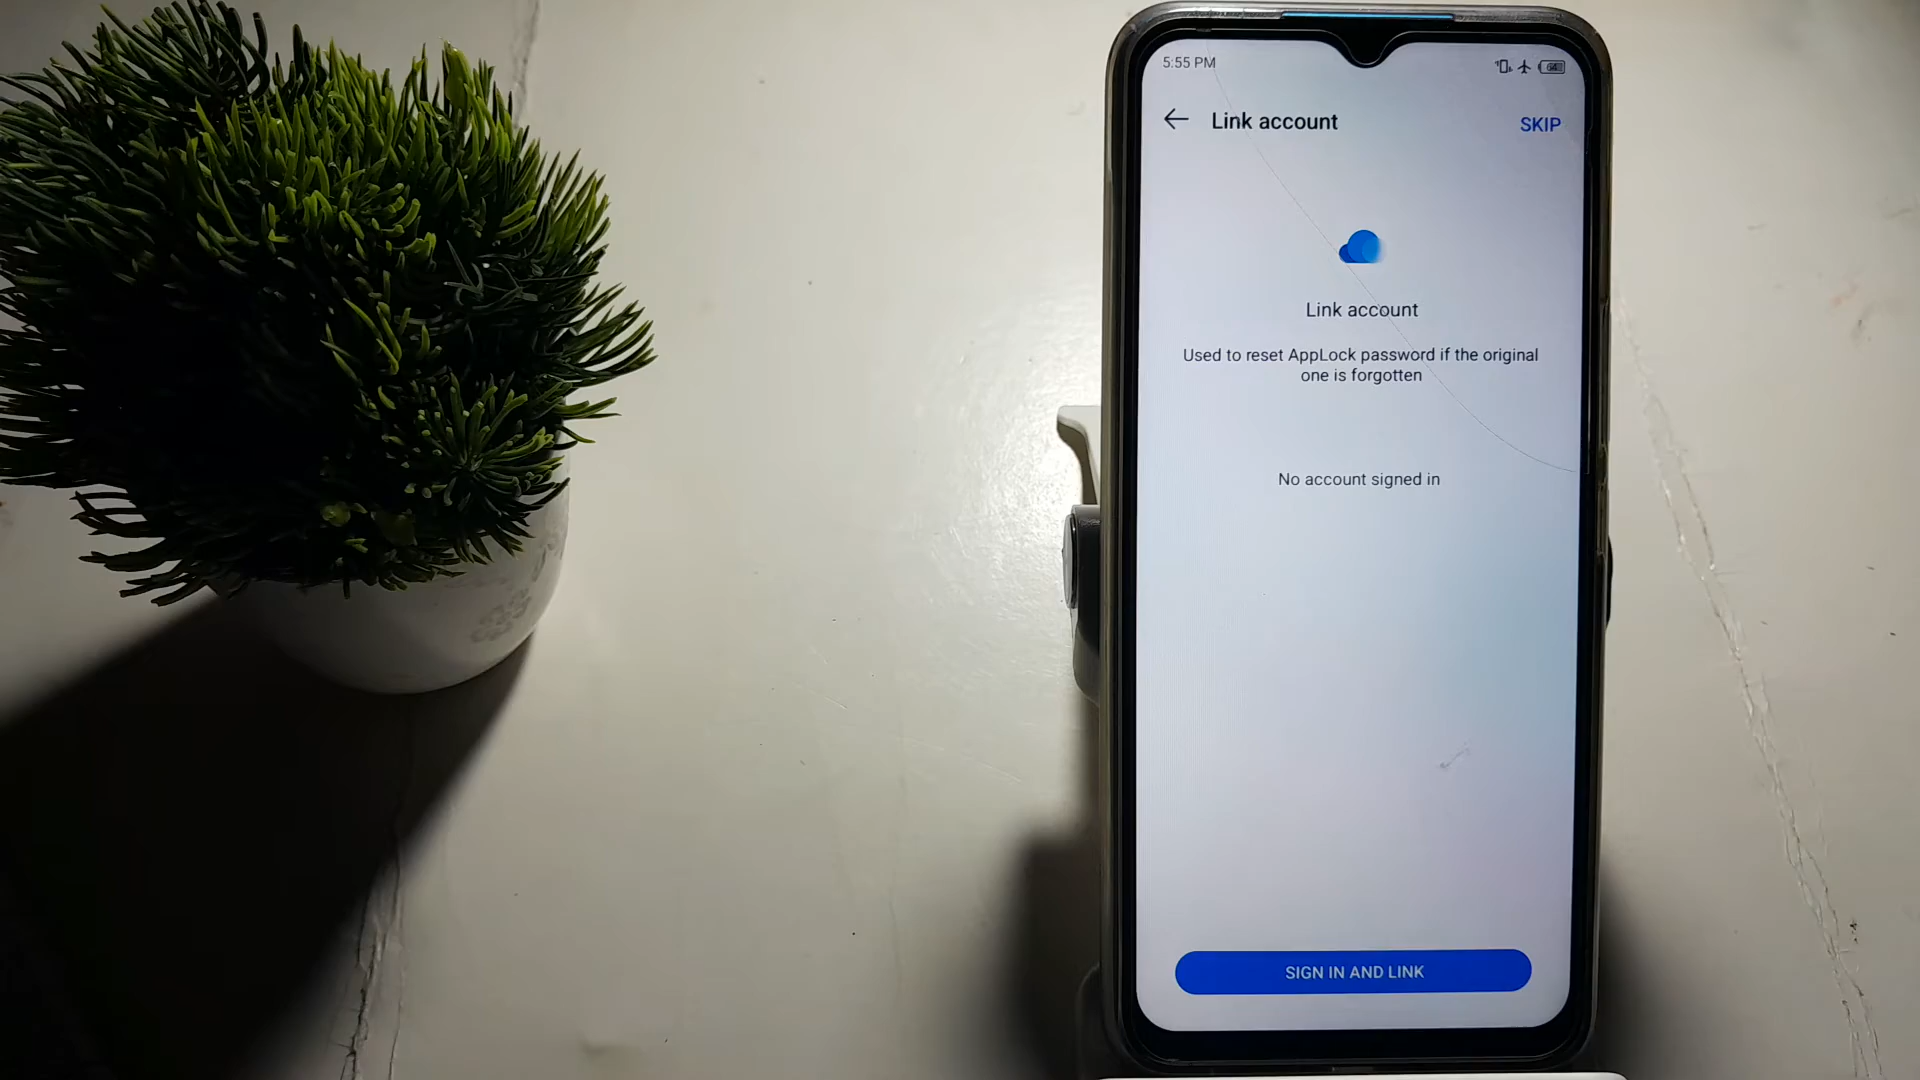 5:55 PM
Link account
SKIP
Link account
Used to reset AppLock password if the original
one is forgotten
No account signed in
SIGN IN AND LINK